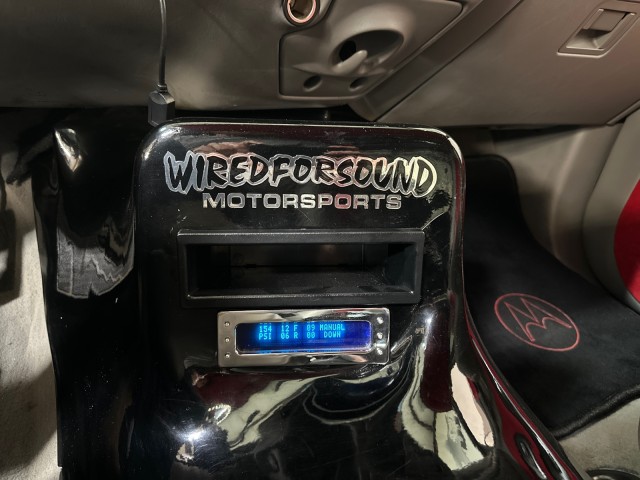 WIREDFORSOUND
MOTORSPORTS
154 12 F 09 MANUAL
PSI 06 R 00 DOWN